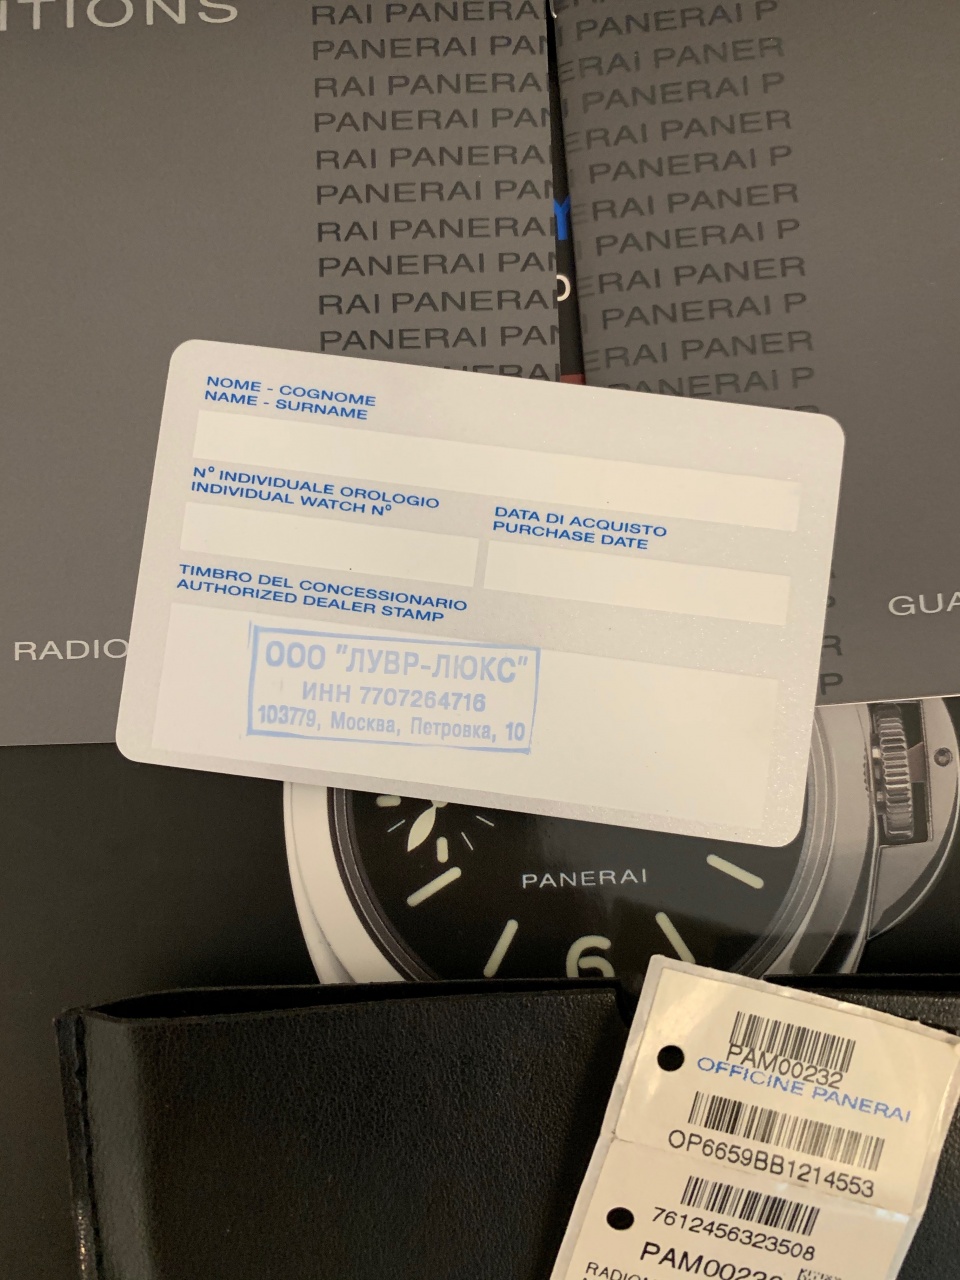 ITIONS
RAI PANERAI
PANERAI PAN
RAI PANERAI
PANERAI PAN
RAI PANERAI
PANERAI PAN
RAI PANERAI
PANERAI PAN
RAI PANERAI
PANERAI PAN
PANERAI P
ERAI PANER
PANERAI P
ERAI PANER
PANERAI P
ERAI PANER
PANERAI P
ERAI PANER
PANERAI P
ERAI PANER
PANERAI P
RADIO
GUA
NOME - COGNOME
NAME - SURNAME
N° INDIVIDUALE OROLOGIO
INDIVIDUAL WATCH N°
DATA DI ACQUISTO
PURCHASE DATE
TIMBRO DEL CONCESSIONARIO
AUTHORIZED DEALER STAMP
ООО "ЛУВР-ЛЮКС"
ИНН 7707264716
103779, Москва, Петровка, 10
PANERAI
6
PAM00232
OFFICINE PANERAI
OP6659BB1214553
7612456323508
PAM00232
RADIOM